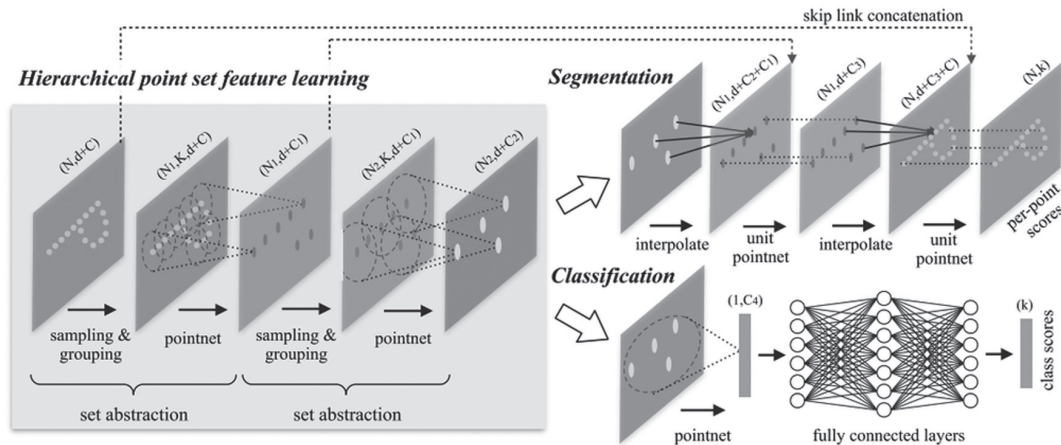 skip link concatenation
Hierarchical point set feature learning
(N,d+C)
(N1,K,d+C)
(N1,d+C1)
(N2,K,d+C1)
(N2,d+C2)
sampling &
grouping
pointnet
sampling &
grouping
pointnet
set abstraction
set abstraction
Segmentation
(N1,d+C2+C1)
(N1,d+C3)
(N,d+C3+C)
(N,k)
interpolate
unit
pointnet
interpolate
unit
pointnet
per-point
scores
Classification
(1,C4)
(k)
class scores
pointnet
fully connected layers